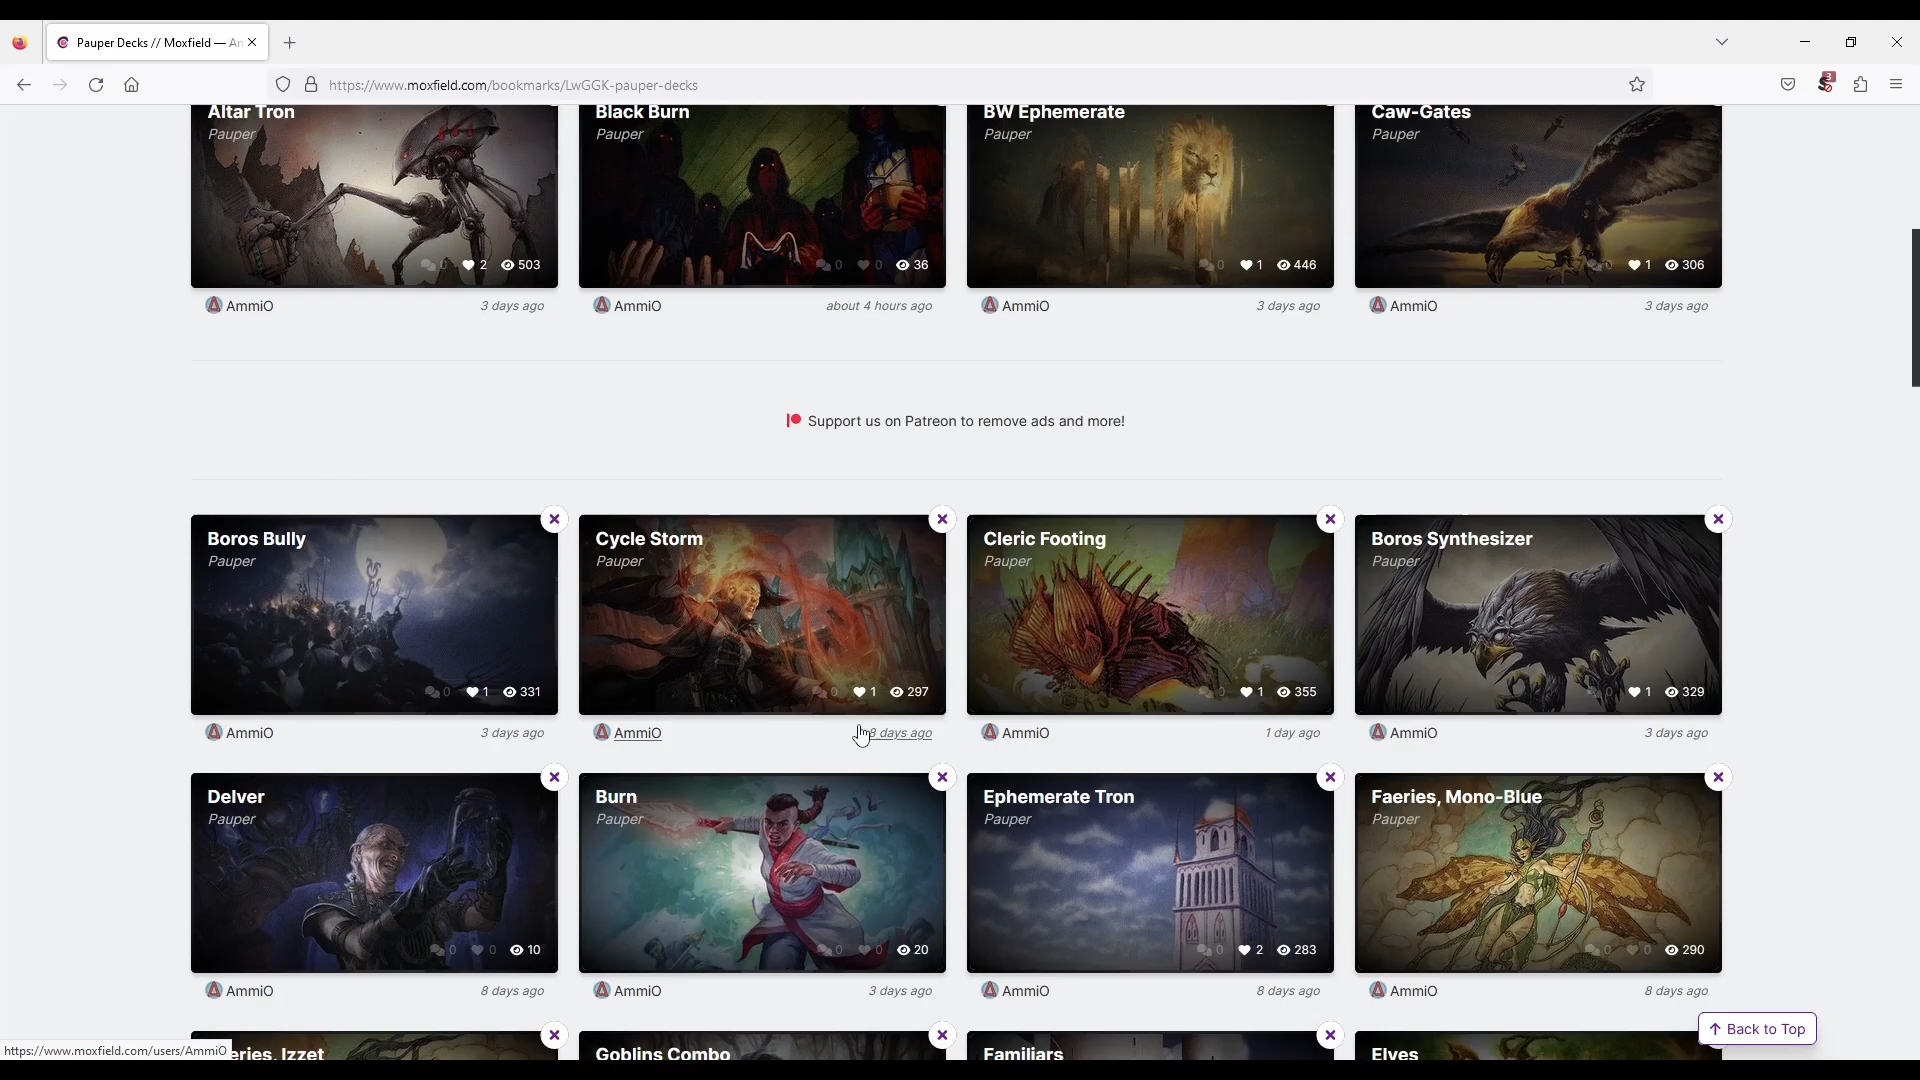 Pauper Decks // Moxfield — An
https://www.moxfield.com/bookmarks/LwGGK-pauper-decks
3
Altar Tron
Pauper
0 2 503
AmmiO 3 days ago
Black Burn
Pauper
0 0 36
AmmiO about 4 hours ago
BW Ephemerate
Pauper
0 1 446
AmmiO 3 days ago
Caw-Gates
Pauper
0 1 306
AmmiO 3 days ago
Support us on Patreon to remove ads and more!
Boros Bully
Pauper
0 1 331
AmmiO 3 days ago
Cycle Storm
Pauper
0 1 297
AmmiO 8 days ago
Cleric Footing
Pauper
0 1 355
AmmiO 1 day ago
Boros Synthesizer
Pauper
0 1 329
AmmiO 3 days ago
Delver
Pauper
0 0 10
AmmiO 8 days ago
Burn
Pauper
0 0 20
AmmiO 3 days ago
Ephemerate Tron
Pauper
0 2 283
AmmiO 8 days ago
Faeries, Mono-Blue
Pauper
0 0 290
AmmiO 8 days ago
Back to Top
https://www.moxfield.com/users/AmmiO
eries, Izzet
Goblins Combo
Familiars
Elves